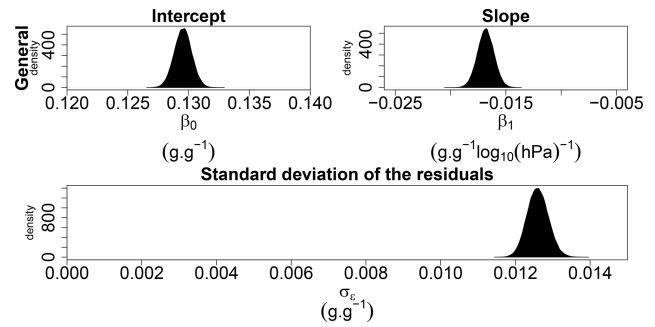 Intercept
General
density
0 400
0.120 0.125 0.130 0.135 0.140
β0
(g.g−1)
Slope
density
0 400
−0.025 −0.015 −0.005
β1
(g.g−1log10(hPa)−1)
Standard deviation of the residuals
density
0 800
0.000 0.002 0.004 0.006 0.008 0.010 0.012 0.014
σε
(g.g−1)